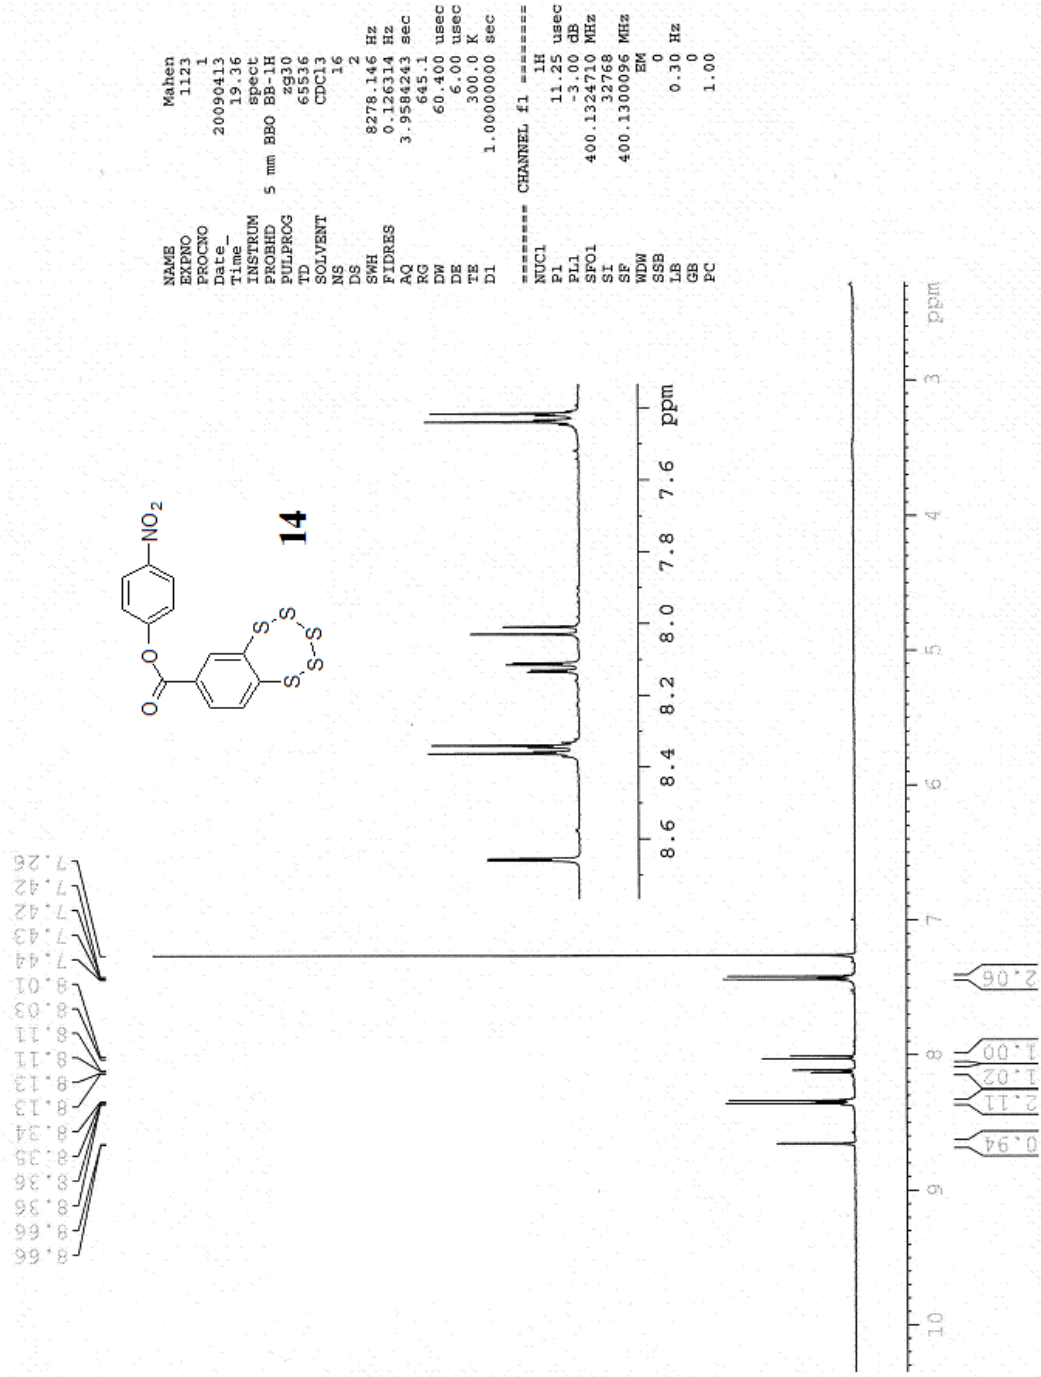 NAME Mahen
EXPNO 1123
PROCNO 1
Date_ 20090413
Time_ 19.36
INSTRUM spect
PROBHD 5 mm BBO BB-1H
PULPROG zg30
TD 65536
SOLVENT CDCl3
NS 16
DS 2
SWH 8278.146 Hz
FIDRES 0.126314 Hz
AQ 3.9584243 sec
RG 645.1
DW 60.400 usec
DE 6.00 usec
TE 300.0 K
D1 1.00000000 sec
======== CHANNEL f1 ========
NUC1 1H
P1 11.25 usec
PL1 -3.00 dB
SFO1 400.1324710 MHz
SI 32768
SF 400.1300096 MHz
WDW EM
SSB 0
LB 0.30 Hz
GB 0
PC 1.00
O O NO2
S S S S S
14
8.66
8.66
8.36
8.36
8.35
8.34
8.13
8.13
8.11
8.11
8.03
8.01
7.44
7.43
7.42
7.42
7.26
8.6 8.4 8.2 8.0 7.8 7.6 ppm
10 9 8 7 6 5 4 3 ppm
0.94
2.11
1.02
1.00
2.06